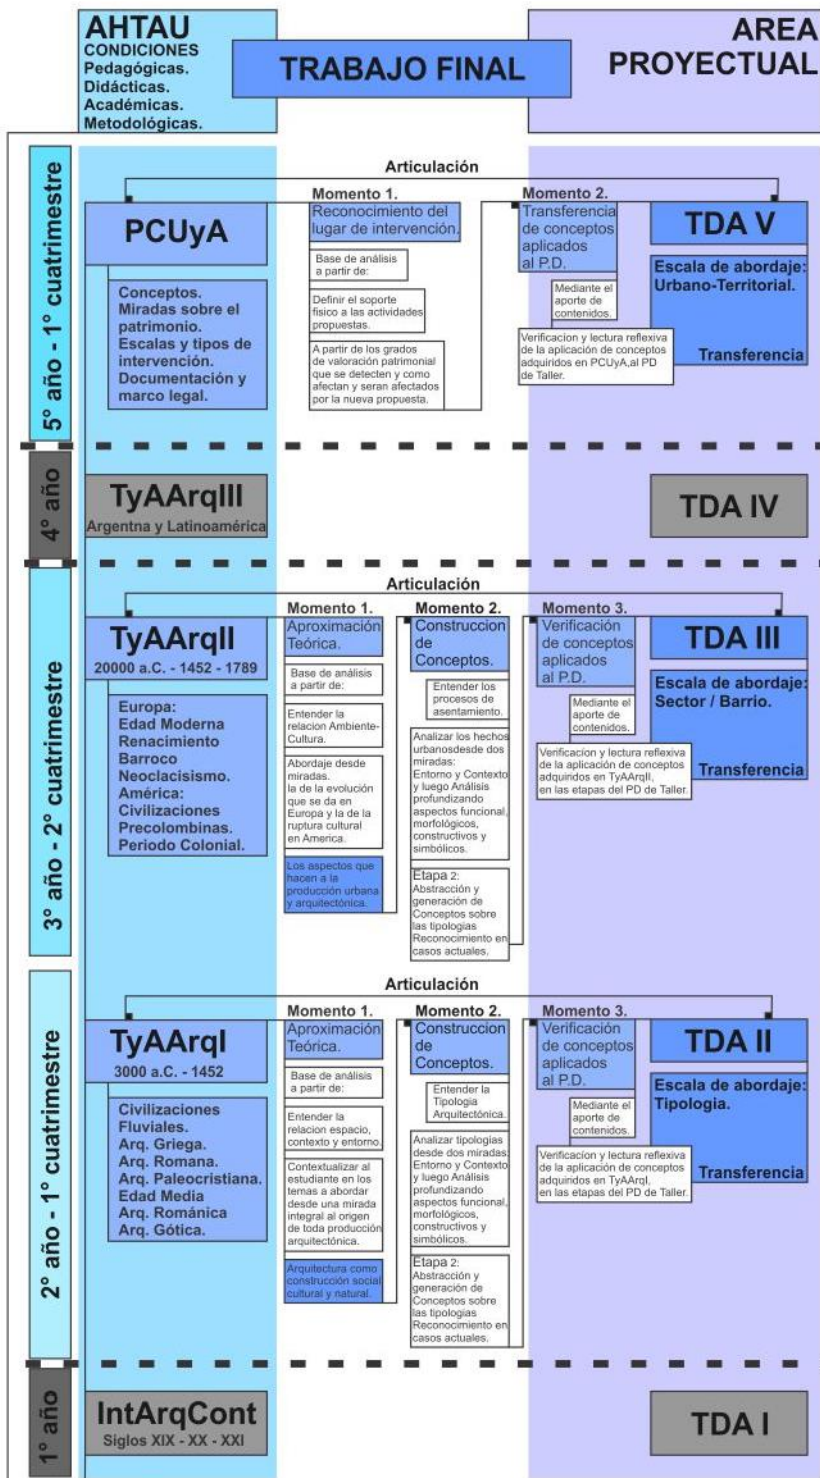 AHTAU
CONDICIONES
Pedagógicas.
Didácticas.
Académicas.
Metodológicas.
TRABAJO FINAL
AREA
PROYECTUAL
5° año - 1° cuatrimestre
Articulación
PCUyA
Conceptos.
Miradas sobre el
patrimonio.
Escalas y tipos de
intervención.
Documentación y
marco legal.
Momento 1.
Reconocimiento del
lugar de intervención.
Base de análisis
a partir de:
Definir el soporte
fisico a las actividades
propuestas.
A partir de los grados
de valoración patrimonial
que se detecten y como
afectan y seran afectados
por la nueva propuesta.
Momento 2.
Transferencia
de conceptos
aplicados
al P.D.
Mediante el
aporte de
contenidos.
Verificacion y lectura reflexiva
de la aplicación de conceptos
adquiridos en PCUyA,al PD
de Taller.
TDA V
Escala de abordaje:
Urbano-Territorial.
Transferencia
4° año
TyAArqIII
Argentna y Latinoamérica
TDA IV
3° año - 2° cuatrimestre
Articulación
TyAArqII
20000 a.C. - 1452 - 1789
Europa:
Edad Moderna
Renacimiento
Barroco
Neoclacisismo.
América:
Civilizaciones
Precolombinas.
Periodo Colonial.
Momento 1.
Aproximación
Teórica.
Base de análisis
a partir de:
Entender la
relacion Ambiente-
Cultura.
Abordaje desde
miradas.
la de la evolución
que se da en
Europa y la de la
ruptura cultural
en America.
Los aspectos que
hacen a la
producción urbana
y arquitectónica.
Momento 2.
Construccion
de
Conceptos.
Entender los
procesos de
asentamiento.
Analizar los hechos
urbanosdesde dos
miradas:
Entorno y Contexto
y luego Análisis
profundizando
aspectos funcional,
morfológicos,
constructivos y
simbólicos.
Etapa 2:
Abstracción y
generación de
Conceptos sobre
las tipologias
Reconocimiento en
casos actuales.
Momento 3.
Verificación
de conceptos
aplicados
al P.D.
Mediante el
aporte de
contenidos.
Verificacion y lectura reflexiva
de la aplicación de conceptos
adquiridos en TyAArqII,
en las etapas del PD de Taller.
TDA III
Escala de abordaje:
Sector / Barrio.
Transferencia
2° año - 1° cuatrimestre
Articulación
TyAArqI
3000 a.C. - 1452
Civilizaciones
Fluviales.
Arq. Griega.
Arq. Romana.
Arq. Paleocristiana.
Edad Media
Arq. Románica
Arq. Gótica.
Momento 1.
Aproximación
Teórica.
Base de análisis
a partir de:
Entender la
relacion espacio,
contexto y entorno.
Contextualizar al
estudiante en los
temas a abordar
desde una mirada
integral al origen
de toda producción
arquitectónica.
Arquitectura como
construcción social
cultural y natural.
Momento 2.
Construccion
de
Conceptos.
Entender la
Tipologia
Arquitectónica.
Analizar tipologías
desde dos miradas:
Entorno y Contexto
y luego Análisis
profundizando
aspectos funcional,
morfológicos,
constructivos y
simbólicos.
Etapa 2:
Abstracción y
generación de
Conceptos sobre
las tipologias
Reconocimiento en
casos actuales.
Momento 3.
Verificación
de conceptos
aplicados
al P.D.
Mediante el
aporte de
contenidos.
Verificacion y lectura reflexiva
de la aplicación de conceptos
adquiridos en TyAArqI,
en las etapas del PD de Taller.
TDA II
Escala de abordaje:
Tipologia.
Transferencia
1° año
IntArqCont
Siglos XIX - XX - XXI
TDA I